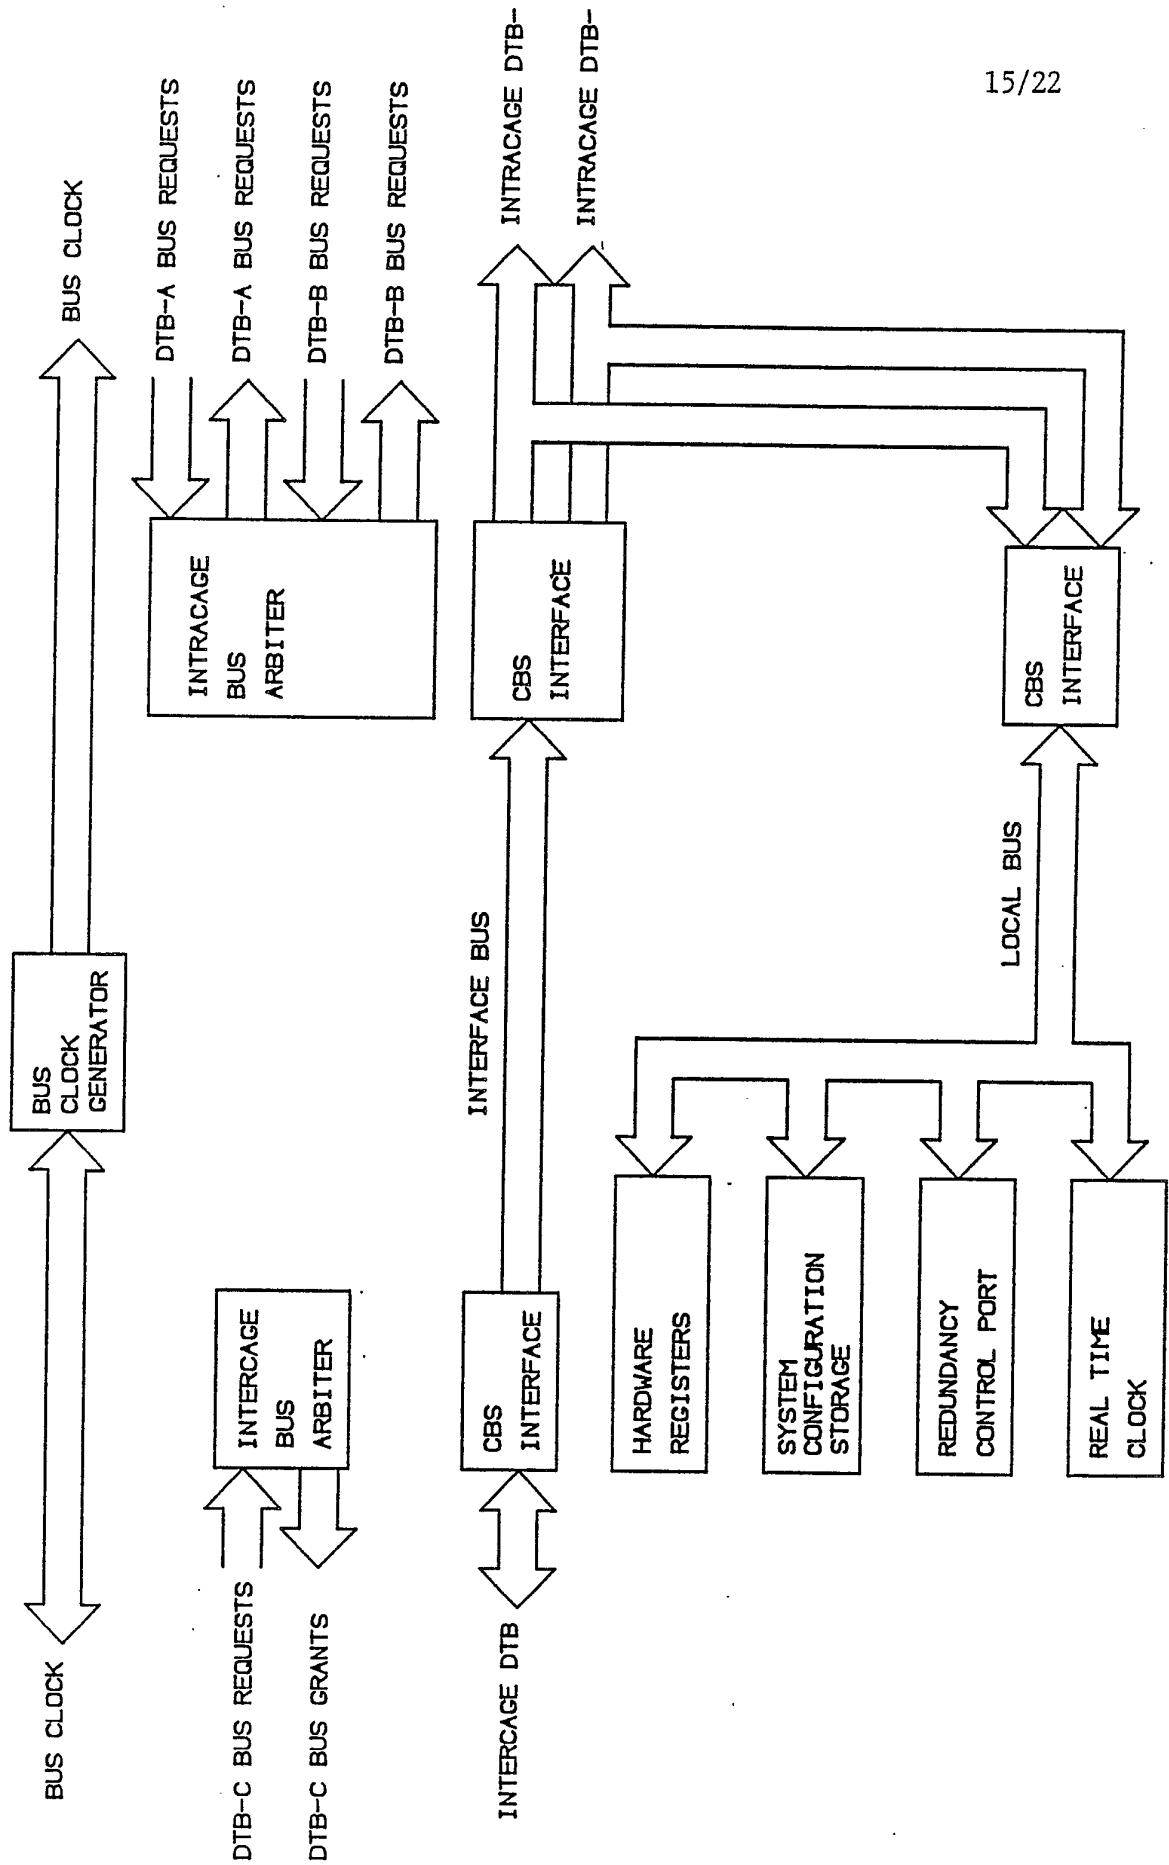 15/22
BUS CLOCK
BUS
CLOCK
GENERATOR
BUS CLOCK
DTB-C BUS REQUESTS
DTB-C BUS GRANTS
INTERCAGE
BUS
ARBITER
INTRACAGE
BUS
ARBITER
DTB-A BUS REQUESTS
DTB-A BUS REQUESTS
DTB-B BUS REQUESTS
DTB-B BUS REQUESTS
INTERCAGE DTB
CBS
INTERFACE
INTERFACE BUS
CBS
INTERFACE
INTRACAGE DTB-
INTRACAGE DTB-
HARDWARE
REGISTERS
SYSTEM
CONFIGURATION
STORAGE
REDUNDANCY
CONTROL PORT
REAL TIME
CLOCK
LOCAL BUS
CBS
INTERFACE